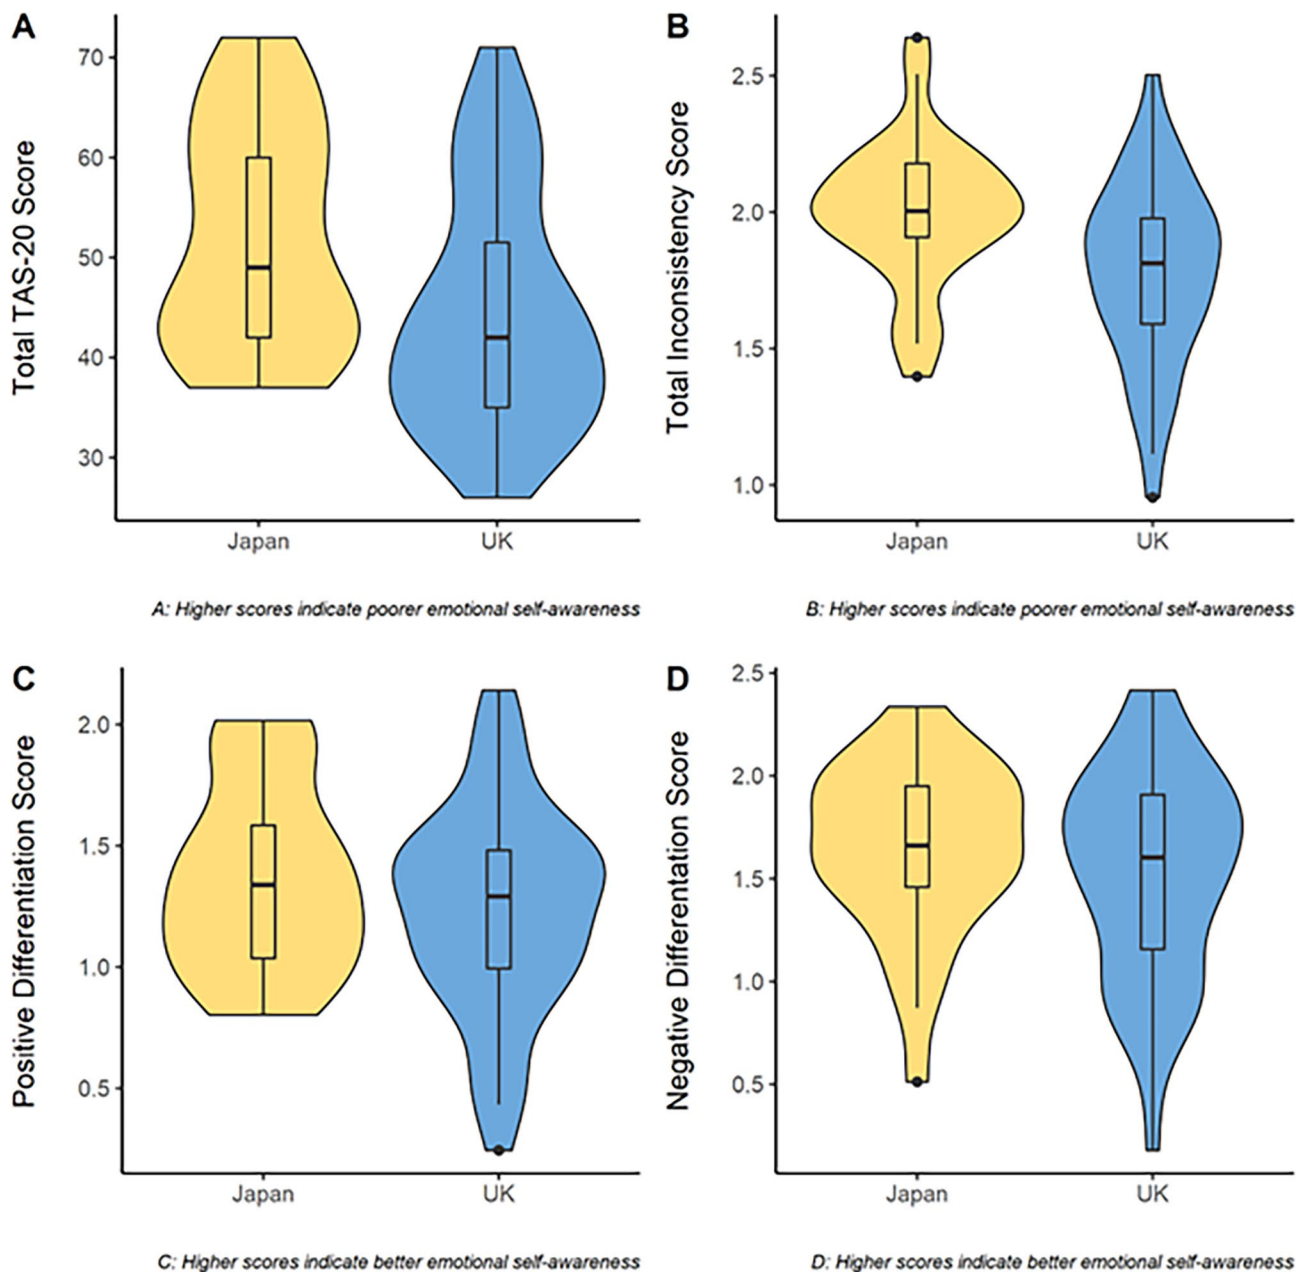 A
B
Total TAS-20 Score
70
60
50
40
30
Japan
UK
Total Inconsistency Score
2.5
2.0
1.5
1.0
Japan
UK
A: Higher scores indicate poorer emotional self-awareness
B: Higher scores indicate poorer emotional self-awareness
C
D
Positive Differentiation Score
2.0
1.5
1.0
0.5
Japan
UK
Negative Differentation Score
2.5
2.0
1.5
1.0
0.5
Japan
UK
C: Higher scores indicate better emotional self-awareness
D: Higher scores indicate better emotional self-awareness